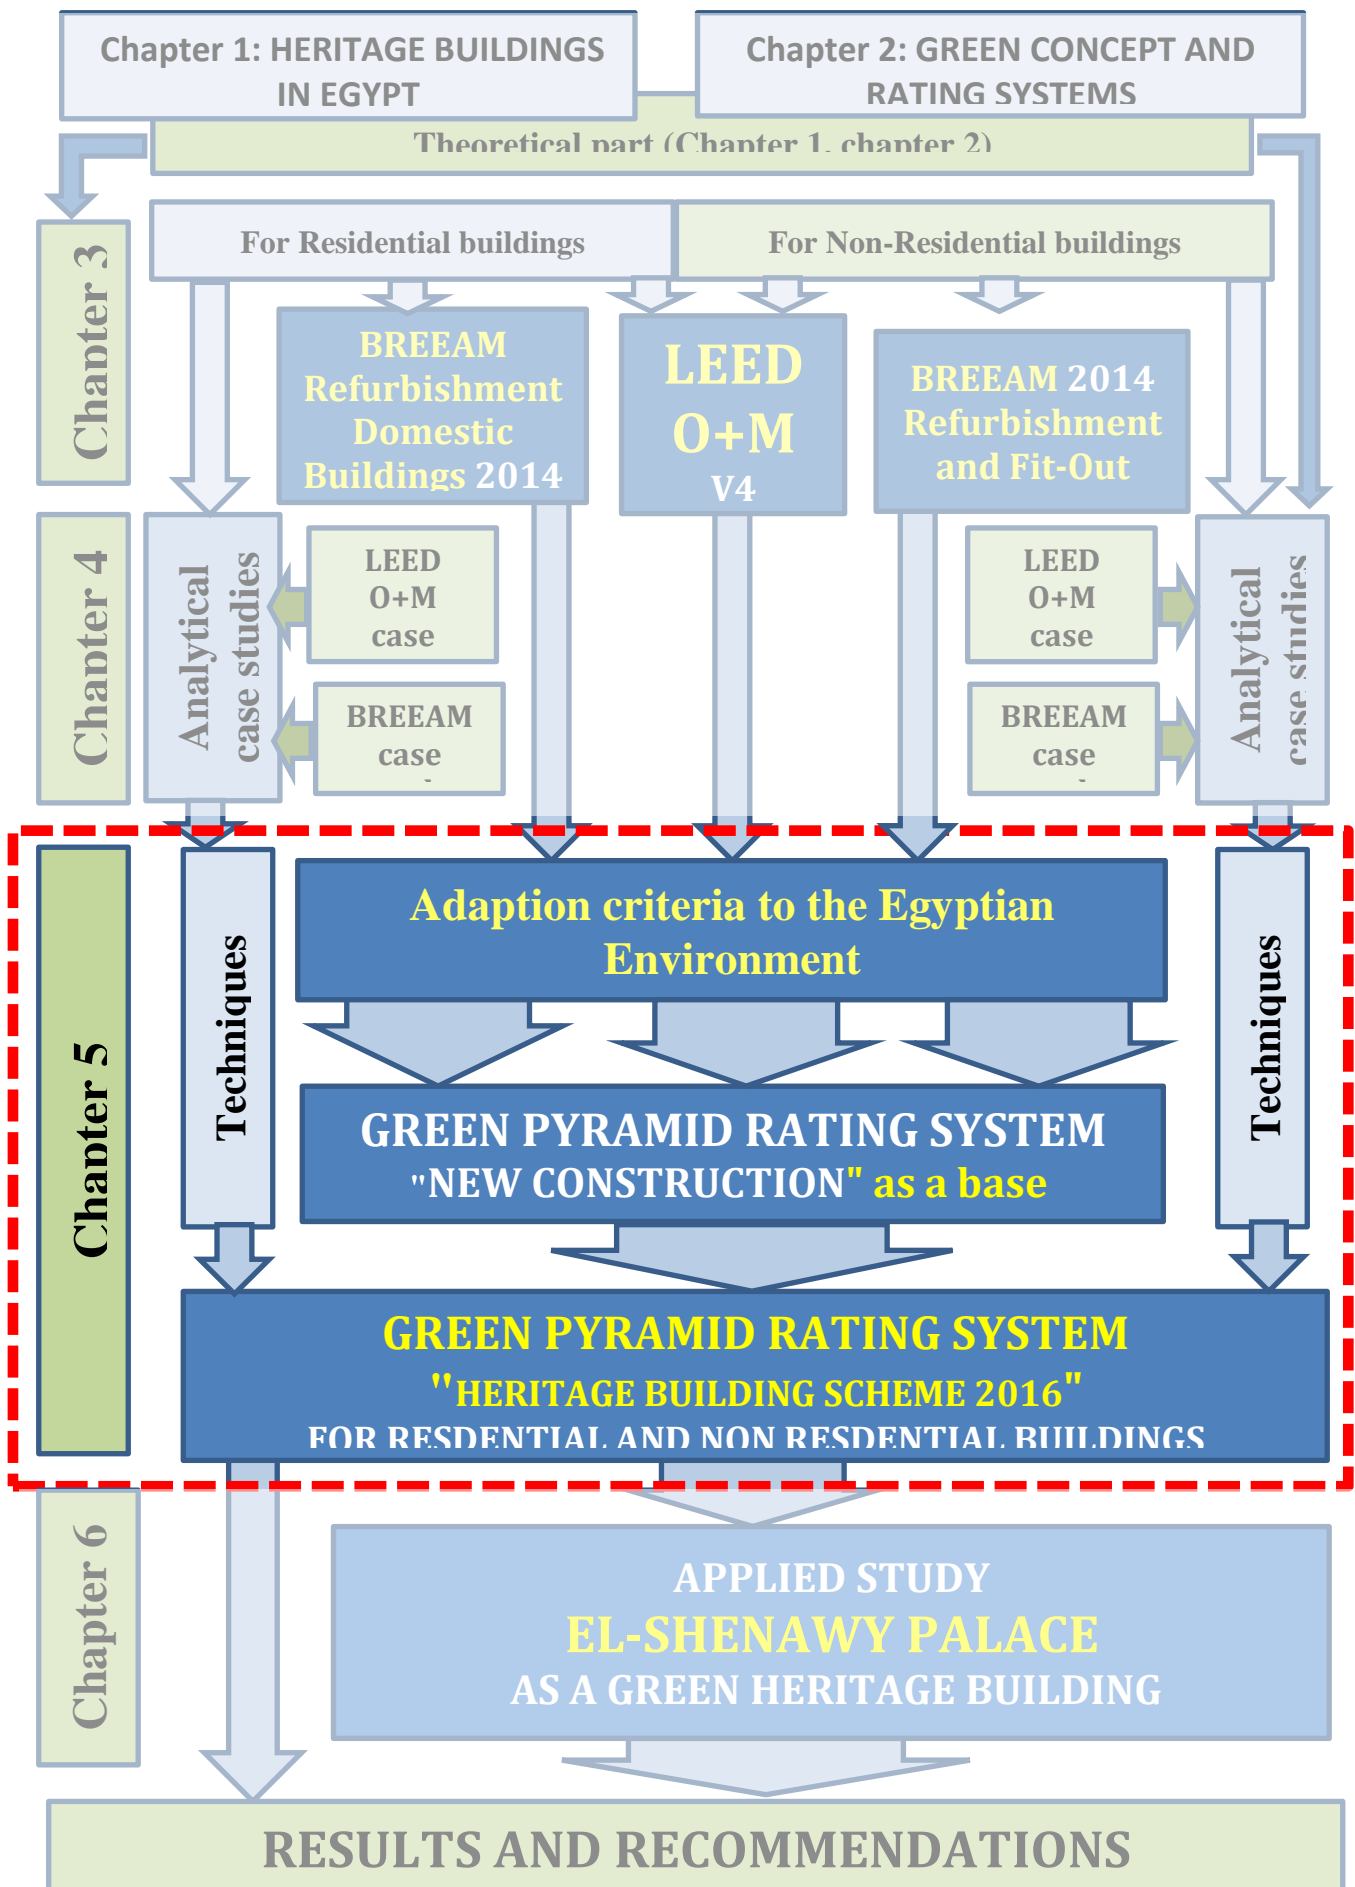 Chapter 1: HERITAGE BUILDINGS
IN EGYPT
Chapter 2: GREEN CONCEPT AND
RATING SYSTEMS
Theoretical part (Chapter 1, chapter 2)
Chapter 3
For Residential buildings
For Non-Residential buildings
BREEAM
Refurbishment
Domestic
Buildings 2014
LEED
O+M
V4
BREEAM 2014
Refurbishment
and Fit-Out
Chapter 4
Analytical
case studies
LEED
O+M
case
BREEAM
case
LEED
O+M
case
BREEAM
case
Analytical
case studies
Chapter 5
Techniques
Adaption criteria to the Egyptian
Environment
GREEN PYRAMID RATING SYSTEM
"NEW CONSTRUCTION" as a base
Techniques
GREEN PYRAMID RATING SYSTEM
"HERITAGE BUILDING SCHEME 2016"
FOR RESDENTIAL AND NON RESDENTIAL BUILDINGS
Chapter 6
APPLIED STUDY
EL-SHENAWY PALACE
AS A GREEN HERITAGE BUILDING
RESULTS AND RECOMMENDATIONS